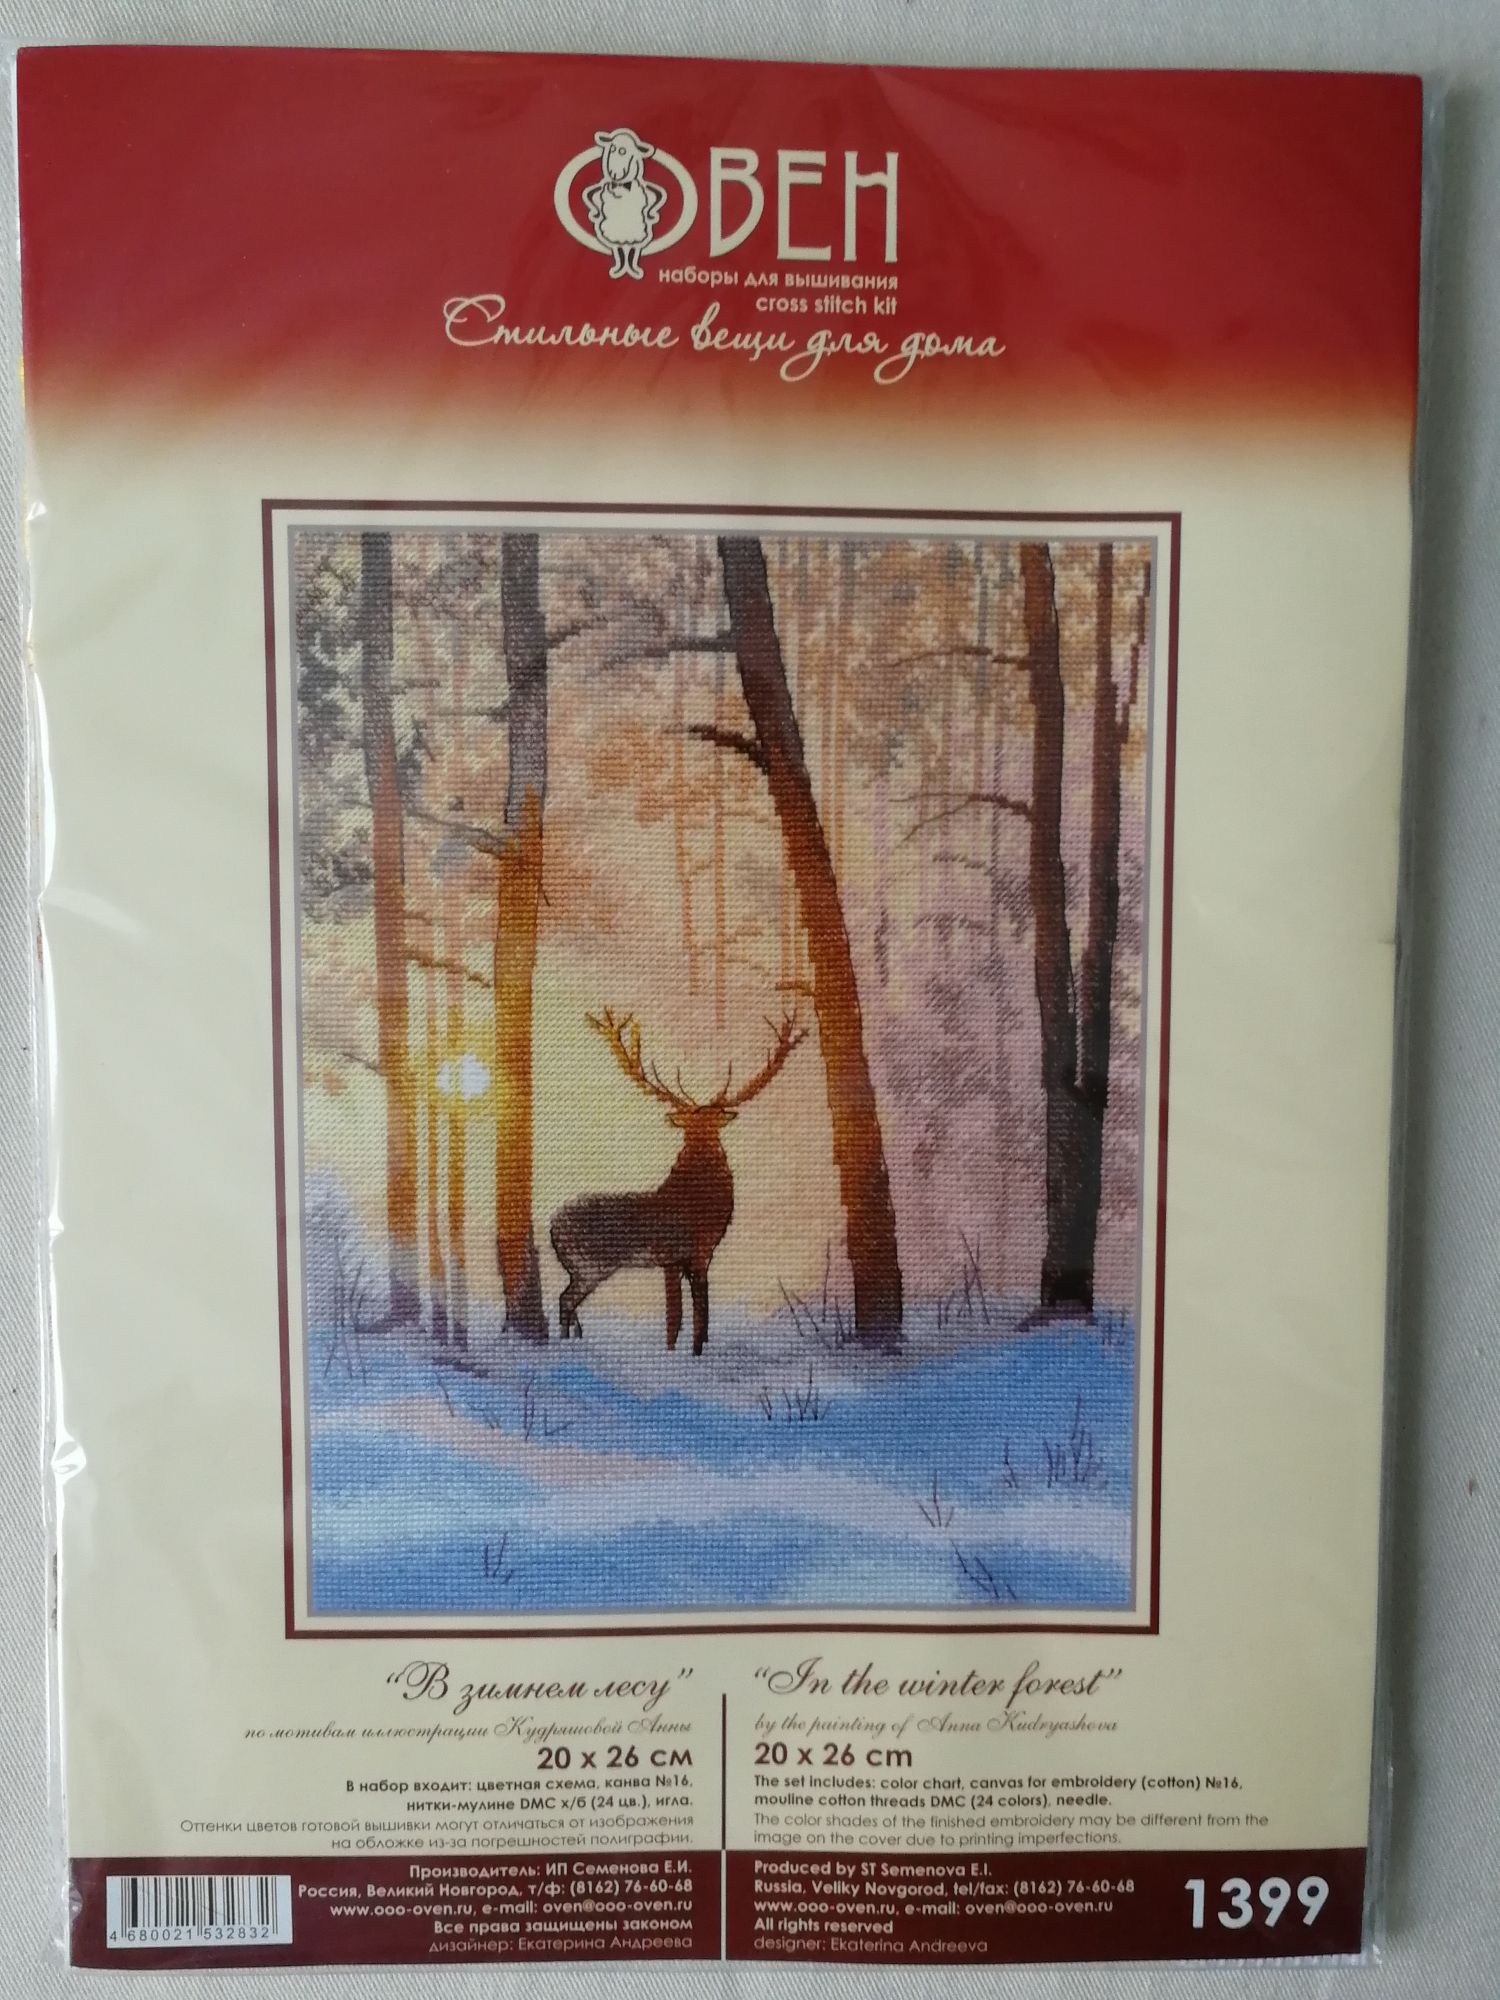 ОВЕН
наборы для вышивания
cross stitch kit
Стильные вещи для дома
“В зимнем лесу”
по мотивам иллюстрации Кудряшовой Анны
20 х 26 см
В набор входит: цветная схема, канва №16,
нитки-мулине DMC х/б (24 цв.), игла.
Оттенки цветов готовой вышивки могут отличаться от изображения
на обложке из-за погрешностей полиграфии.
“In the winter forest”
by the painting of Anna Kudryashova
20 x 26 cm
The set includes: color chart, canvas for embroidery (cotton) №16,
mouline cotton threads DMC (24 colors), needle.
The color shades of the finished embroidery may be different from the
image on the cover due to printing imperfections.
4 680021 532832
Производитель: ИП Семенова Е.И.
Россия, Великий Новгород, т/ф: (8162) 76-60-68
www.ooo-oven.ru, e-mail: oven@ooo-oven.ru
Все права защищены законом
дизайнер: Екатерина Андреева
Produced by ST Semenova E.I.
Russia, Veliky Novgorod, tel/fax: (8162) 76-60-68
www.ooo-oven.ru, e-mail: oven@ooo-oven.ru
All rights reserved
designer: Ekaterina Andreeva
1399